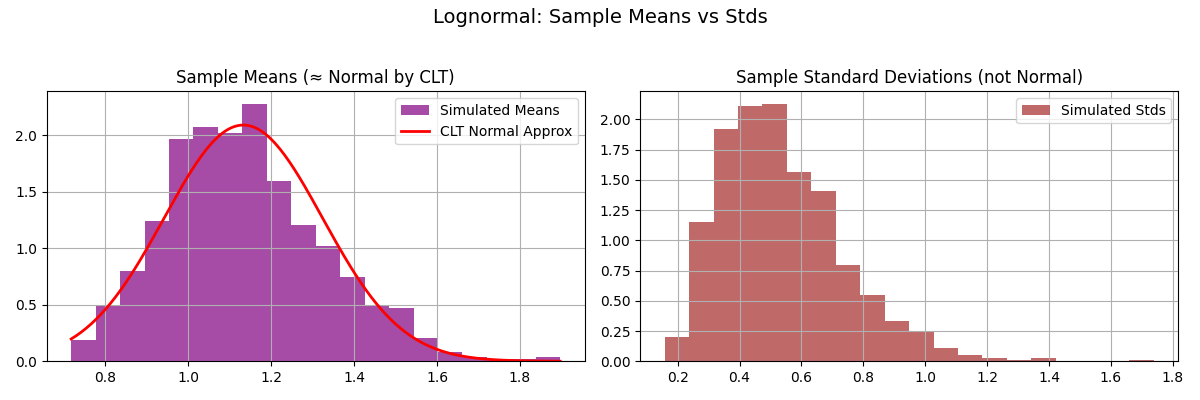 Lognormal: Sample Means vs Stds
Sample Means (≈ Normal by CLT)
Simulated Means
CLT Normal Approx
2.0
1.5
1.0
0.5
0.0
0.8 1.0 1.2 1.4 1.6 1.8
Sample Standard Deviations (not Normal)
Simulated Stds
2.00
1.75
1.50
1.25
1.00
0.75
0.50
0.25
0.00
0.2 0.4 0.6 0.8 1.0 1.2 1.4 1.6 1.8